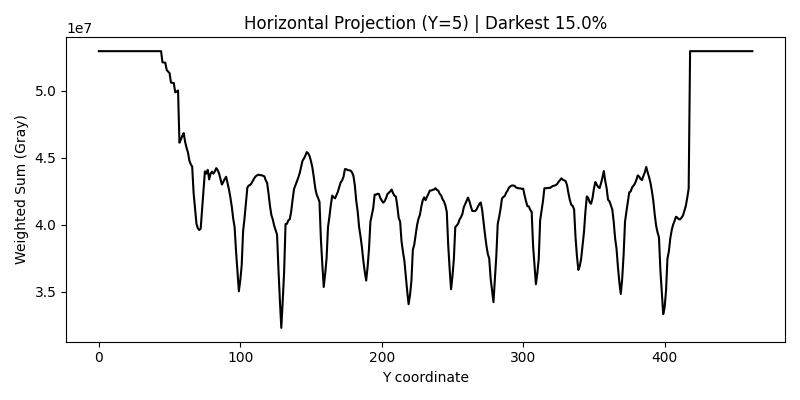 Horizontal Projection (Y=5) | Darkest 15.0%
1e7
5.0
4.5
4.0
3.5
Weighted Sum (Gray)
0 100 200 300 400
Y coordinate